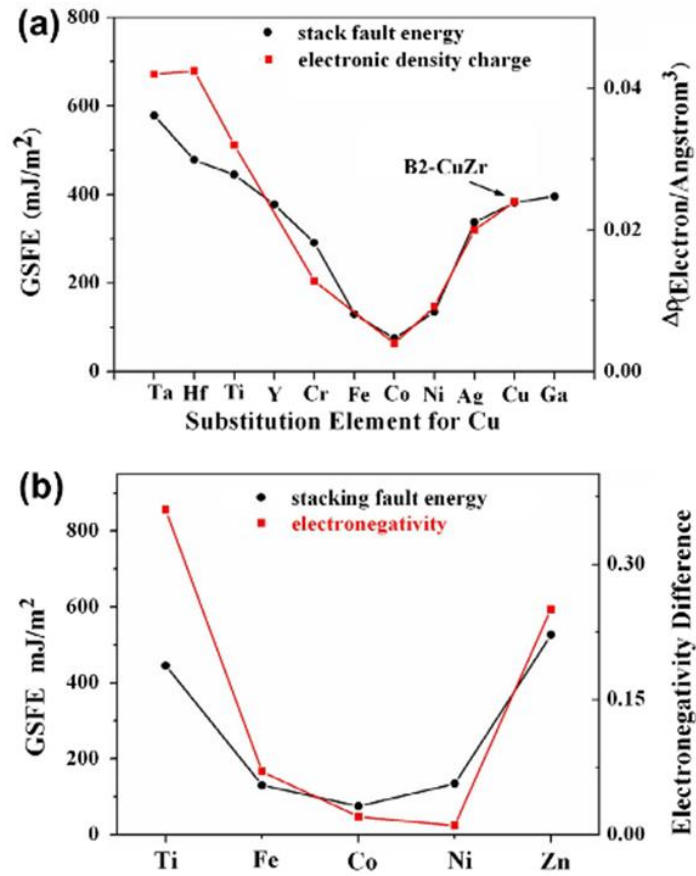 (a)
stack fault energy
electronic density charge
B2-CuZr
GSFE (mJ/m²)
800
600
400
200
0
Δρ(Electron/Angstrom³)
0.04
0.02
0.00
Ta Hf Ti Y Cr Fe Co Ni Ag Cu Ga
Substitution Element for Cu
(b)
stacking fault energy
electronegativity
GSFE mJ/m²
800
600
400
200
0
Electronegativity Difference
0.30
0.15
0.00
Ti Fe Co Ni Zn